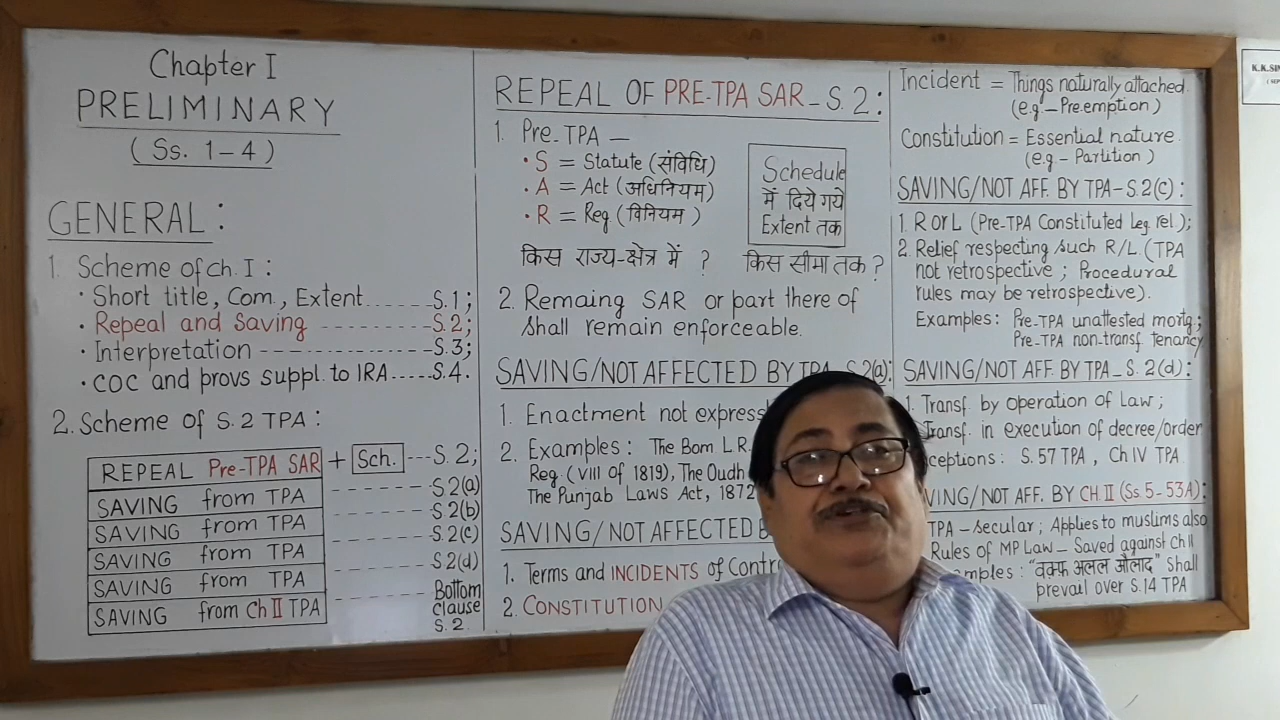 Chapter I
PRELIMINARY
(Ss. 1-4)
GENERAL:
1. Scheme of ch. I:
• Short title, Com., Extent......S.1;
• Repeal and Saving --------S.2;
• Interpretation ------------S.3;
• COC and provs suppl. to IRA.....S.4.
2. Scheme of S. 2 TPA:
REPEAL Pre-TPA SAR + Sch. ---S. 2;
SAVING from TPA ------S.2(a)
SAVING from TPA ------S.2(b)
SAVING from TPA ------S.2(c)
SAVING from TPA ------S.2(d)
SAVING from TPA ------Bottom
SAVING from Ch II TPA clause
S. 2.
REPEAL OF PRE-TPA SAR - S. 2:
1. Pre-TPA —
• S = Statute (संविधि)
• A = Act (अधिनियम)
• R = Reg (विनियम)
Schedule
में दिये गये
Extent तक
किस राज्य-क्षेत्र में ? किस सीमा तक ?
2. Remaing SAR or part there of
shall remain enforceable.
SAVING/NOT AFFECTED BY TPA S.2(a):
1. Enactment not express
2. Examples: The Bom L.R.
Reg. (VIII of 1819), The Oudh
The Punjab Laws Act, 1872
SAVING/NOT AFFECTED B
1. Terms and INCIDENTS of Contr
2. CONSTITUTION
Incident = Things naturally attached.
(e.g - Pre.emption)
Constitution = Essential nature.
(e.g - Partition)
SAVING/NOT AFF. BY TPA - S. 2(c):
1. R or L (Pre-TPA Constituted Leg. rel.);
2. Relief respecting such R/L (TPA
not retrospective; Procedural
rules may be retrospective).
Examples: Pre-TPA unattested mortg;
Pre-TPA non-transf. Tenancy
SAVING/NOT AFF. BY TPA - S. 2(d):
1. Transf. by operation of Law;
Transf. in execution of decree/order
ceptions: S. 57 TPA, Ch IV TPA
VING/NOT AFF. BY CH II (Ss. 5-53A):
TPA - secular; Applies to muslims also
Rules of MP Law - Saved against Ch II
amples: "वक़्फ़ अलल औलाद" shall
prevail over S.14 TPA
K.K.SIN